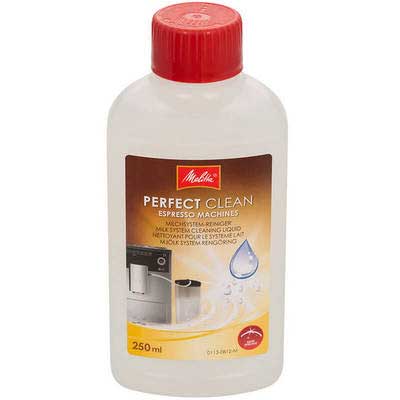 Melitta
PERFECT CLEAN
ESPRESSO MACHINES
MILCHSYSTEM-REINIGER
MILK SYSTEM CLEANING LIQUID
NETTOYANT POUR LE SYSTÈME LAIT
MJÖLK SYSTEM RENGÖRING
250 ml